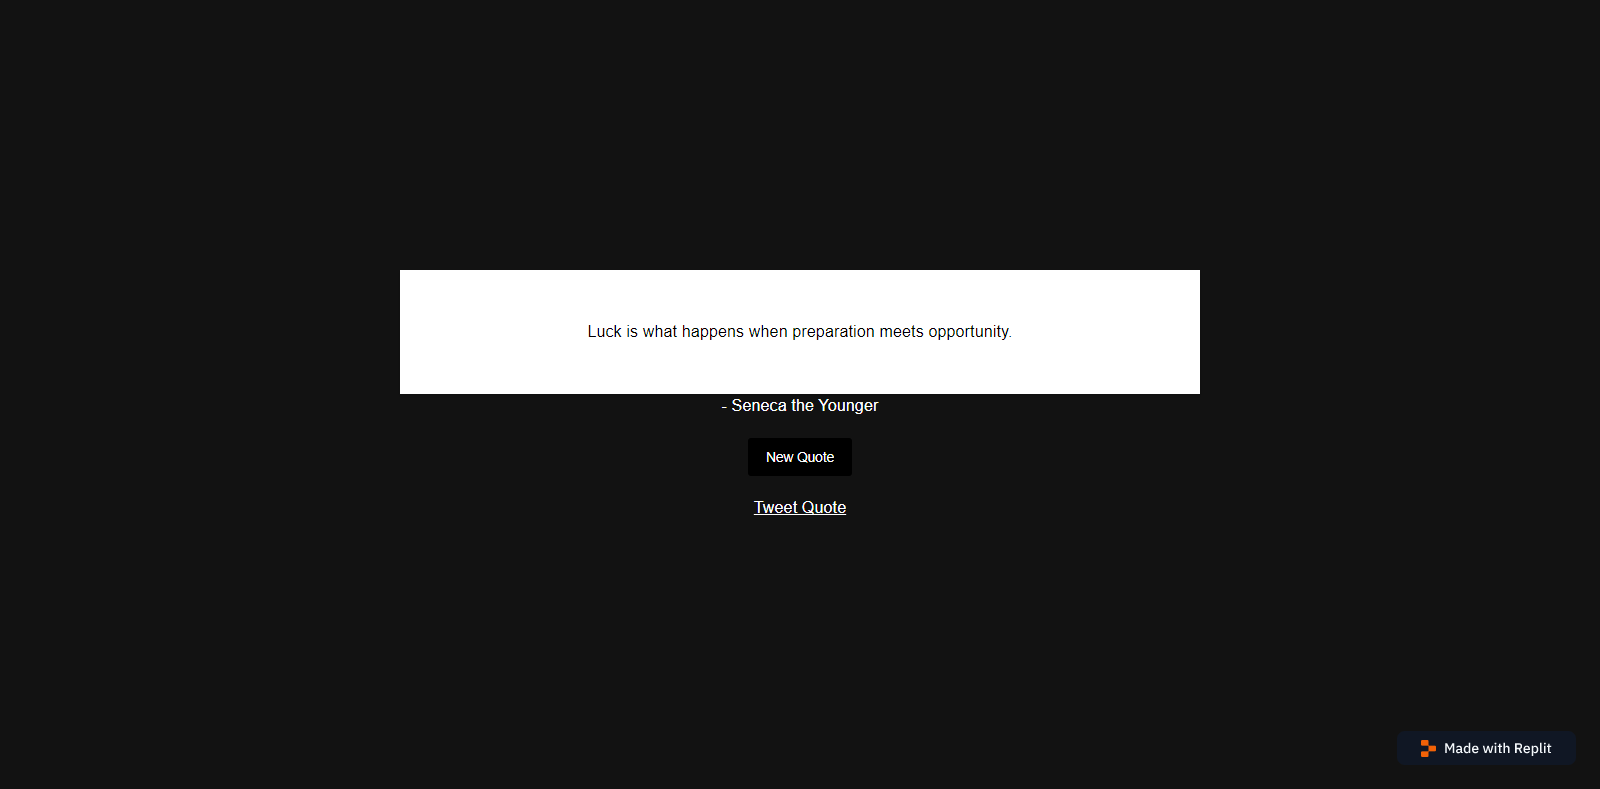 Luck is what happens when preparation meets opportunity.
- Seneca the Younger
New Quote
Tweet Quote
Made with Replit